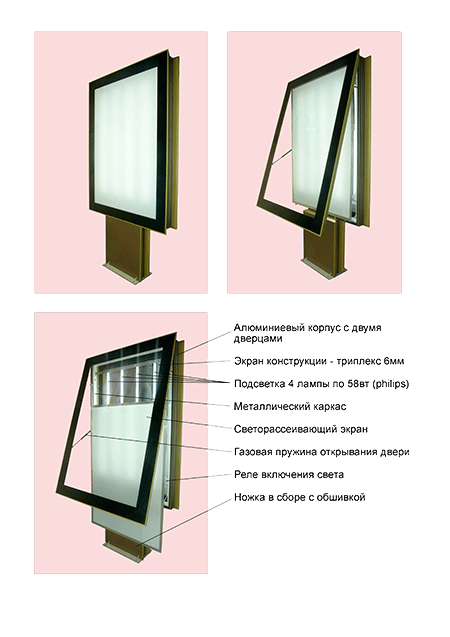 Алюминиевый корпус с двумя
дверцами
Экран конструкции - триплекс 6мм
Подсветка 4 лампы по 58вт (philips)
Металлический каркас
Светорассеивающий экран
Газовая пружина открывания двери
Реле включения света
Ножка в сборе с обшивкой